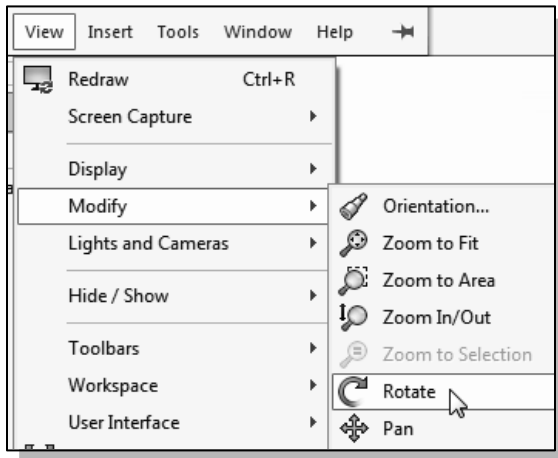 View Insert Tools Window Help
Redraw Ctrl+R
Screen Capture
Display
Modify
Lights and Cameras
Hide / Show
Toolbars
Workspace
User Interface
Orientation...
Zoom to Fit
Zoom to Area
Zoom In/Out
Zoom to Selection
Rotate
Pan